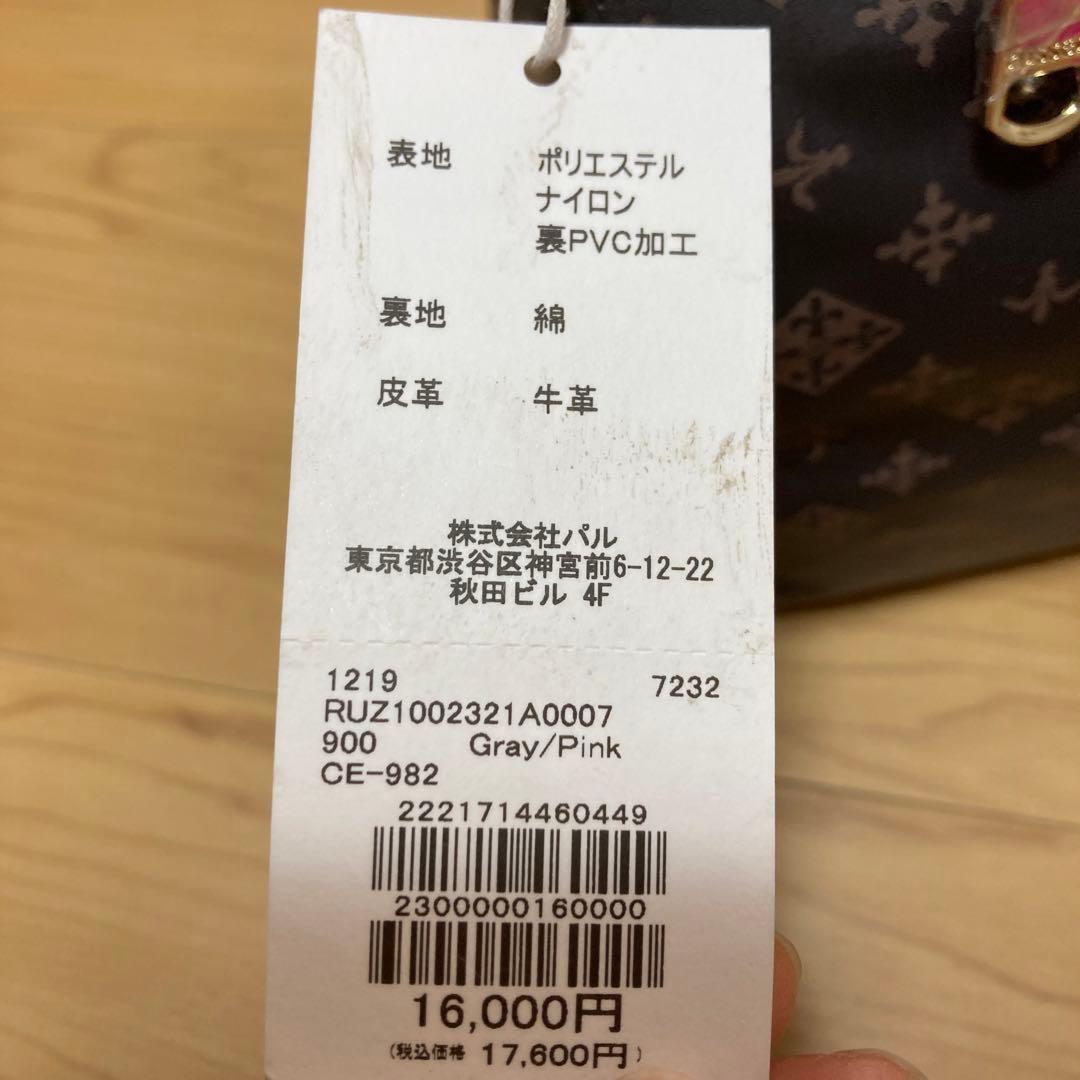 表地 ポリエステル
ナイロン
裏PVC加工
裏地 綿
皮革 牛革
株式会社パル
東京都渋谷区神宮前6-12-22
秋田ビル 4F
1219 7232
RUZ1002321A0007
900 Gray/Pink
CE-982
2221714460449
2300000160000
16,000円
(税込価格 17,600円)